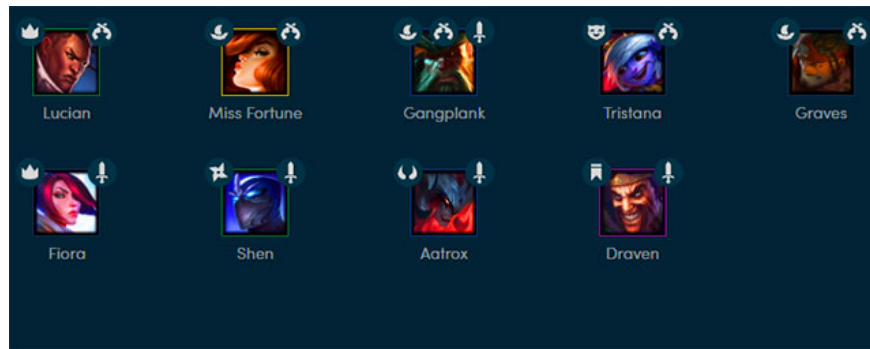 Lucian
Miss Fortune
Gangplank
Tristana
Graves
Fiora
Shen
Aatrox
Draven